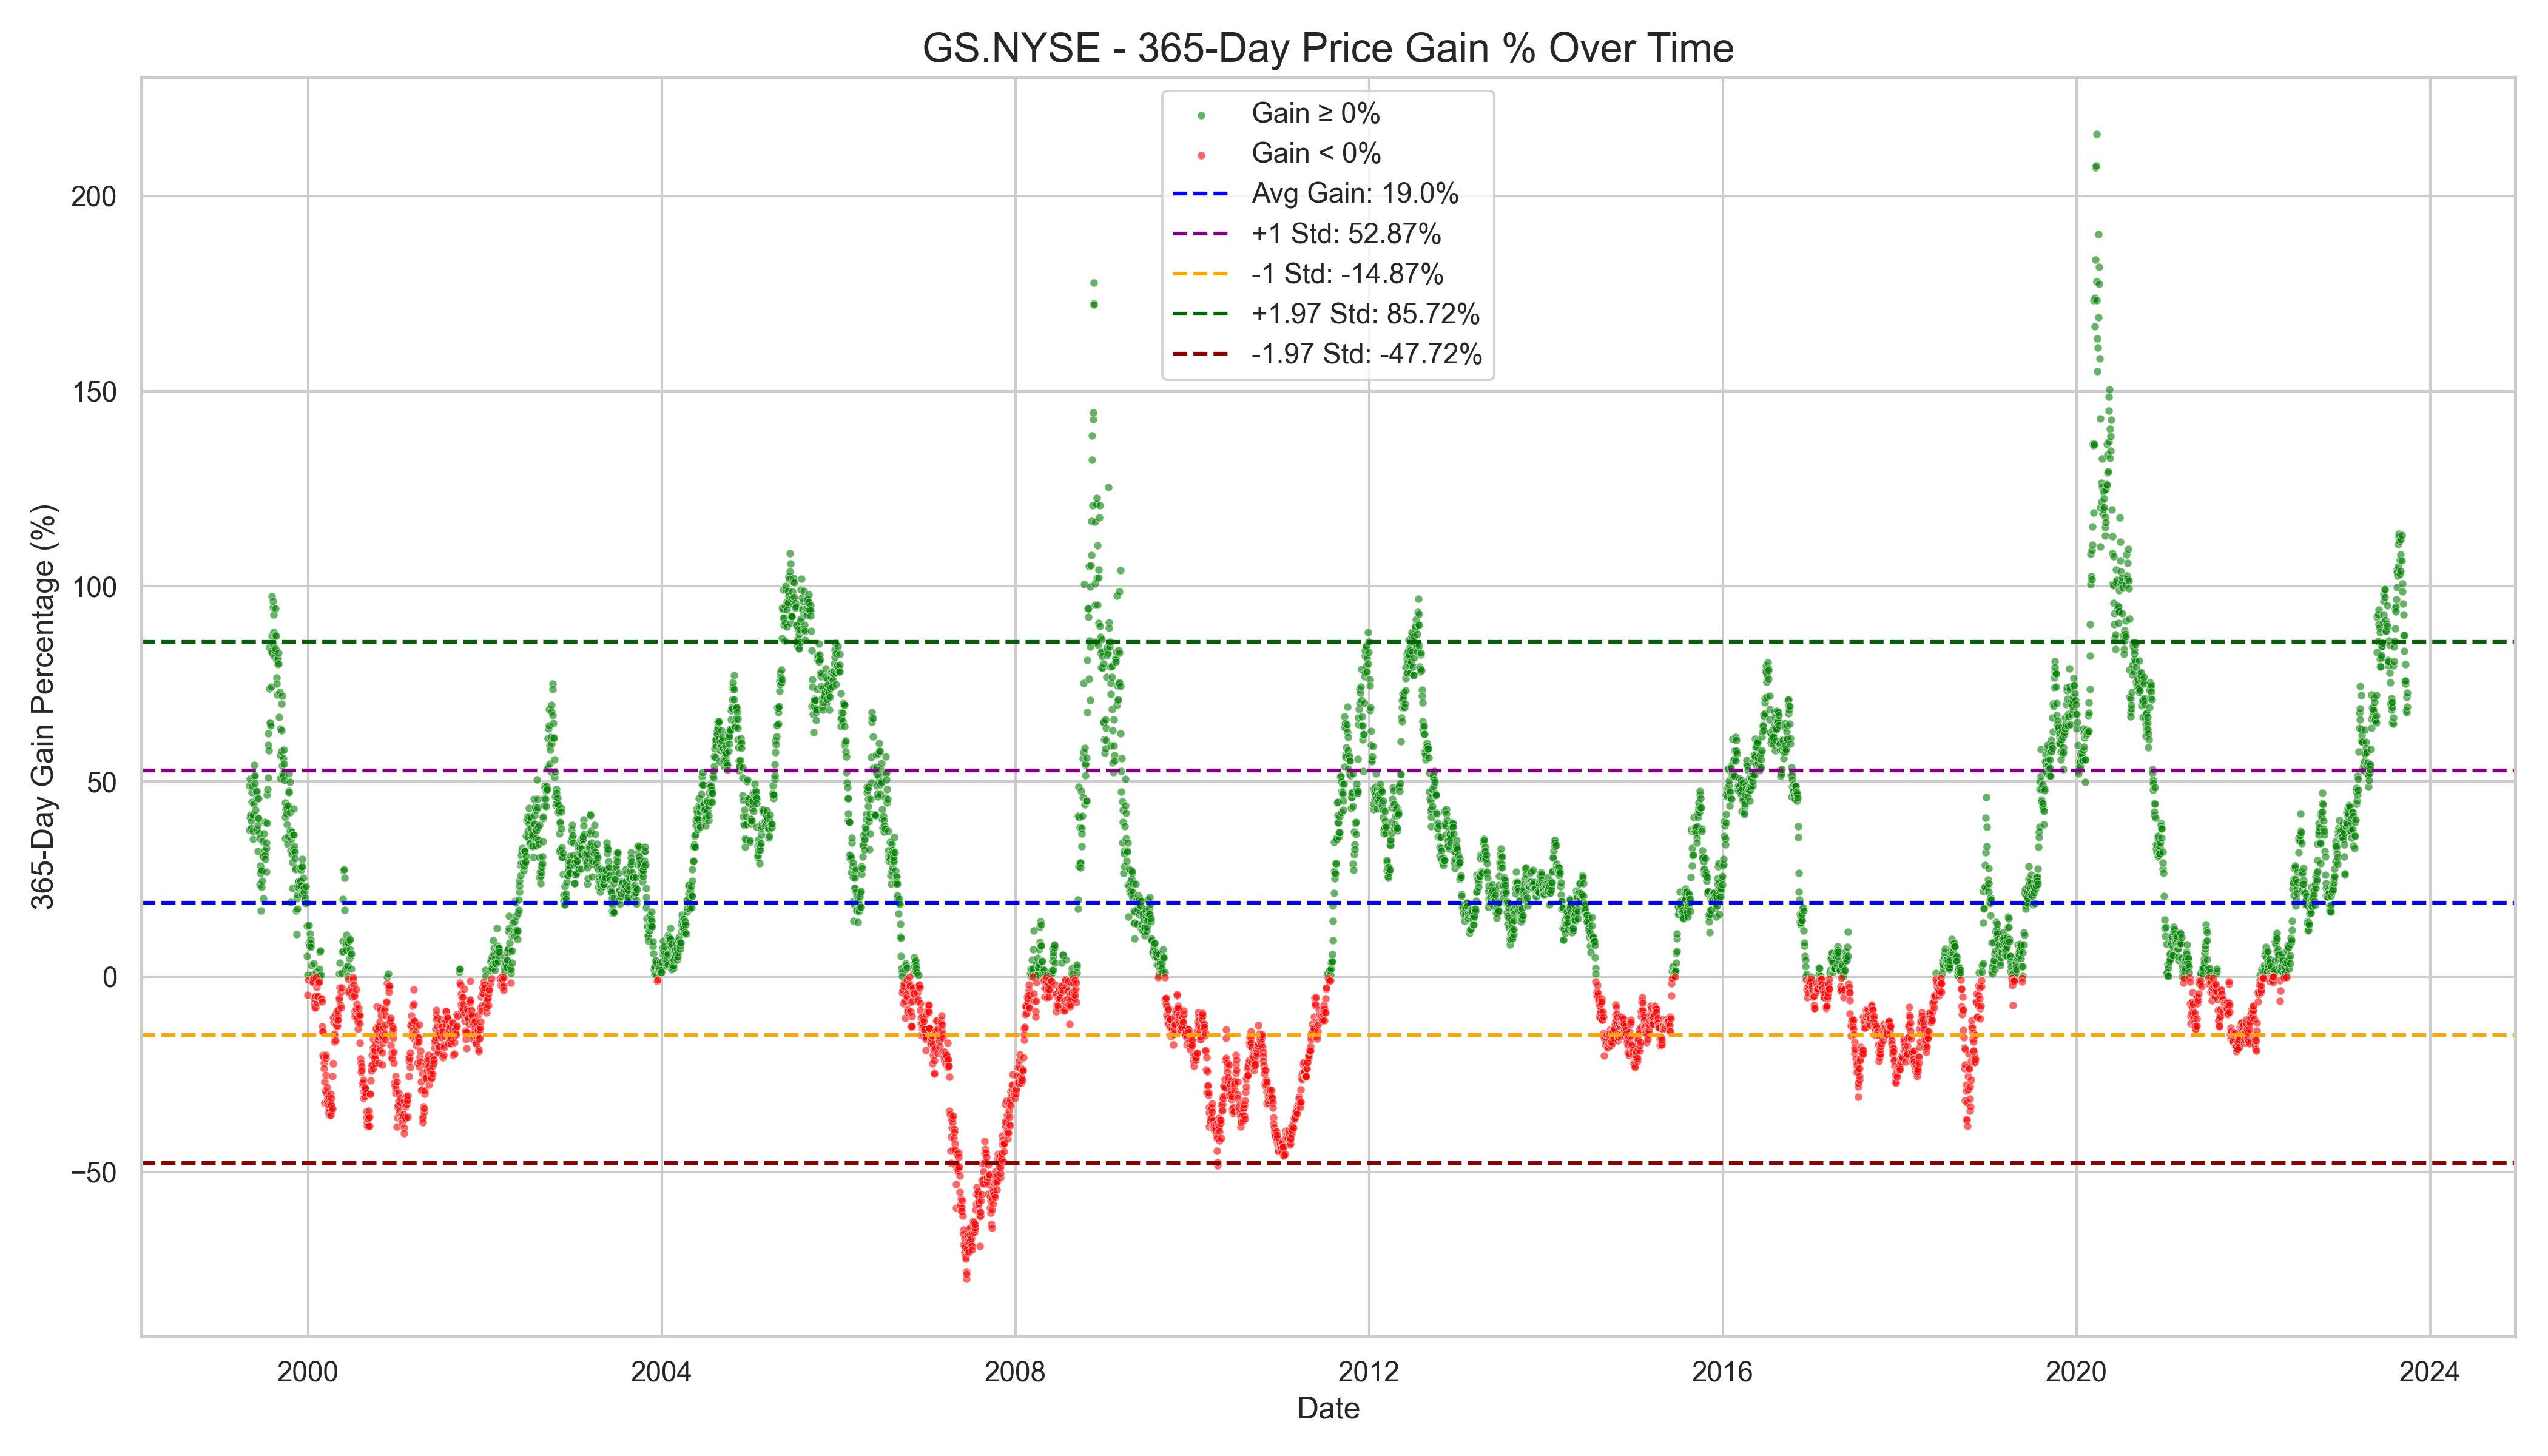 GS.NYSE - 365-Day Price Gain % Over Time
Gain ≥ 0%
Gain < 0%
Avg Gain: 19.0%
+1 Std: 52.87%
-1 Std: -14.87%
+1.97 Std: 85.72%
-1.97 Std: -47.72%
365-Day Gain Percentage (%)
200
150
100
50
0
−50
2000
2004
2008
2012
2016
2020
2024
Date